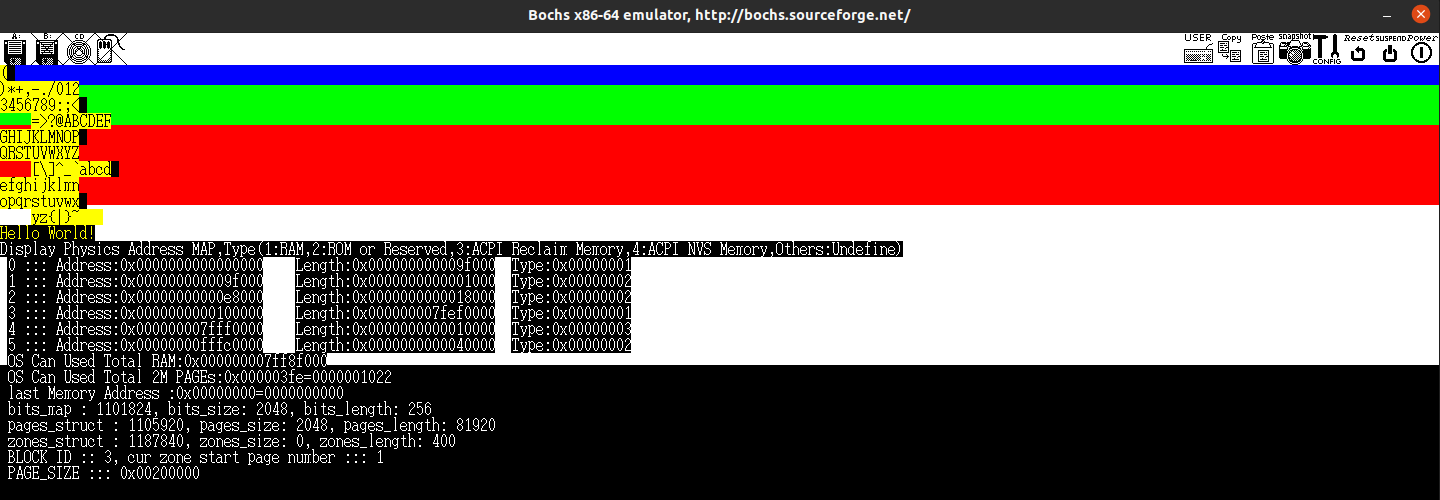 Bochs x86-64 emulator, http://bochs.sourceforge.net/
A: B: CD USER Copy Paste snapshot CONFIG Reset SUSPEND Power
(
)*+,-./012
3456789:;<
=>?@ABCDEF
GHIJKLMNOP
QRSTUVWXYZ
[\]^_`abcd
efghijklmn
opqrstuvwx
yz{|}~
Hello World!
Display Physics Address MAP,Type(1:RAM,2:ROM or Reserved,3:ACPI Reclaim Memory,4:ACPI NVS Memory,Others:Undefine)
0 ::: Address:0x0000000000000000 Length:0x000000000009f000 Type:0x00000001
1 ::: Address:0x000000000009f000 Length:0x0000000000001000 Type:0x00000002
2 ::: Address:0x00000000000e8000 Length:0x0000000000018000 Type:0x00000002
3 ::: Address:0x0000000000100000 Length:0x000000007fef0000 Type:0x00000001
4 ::: Address:0x000000007fff0000 Length:0x0000000000010000 Type:0x00000003
5 ::: Address:0x00000000fffc0000 Length:0x0000000000040000 Type:0x00000002
OS Can Used Total RAM:0x000000007ff8f000
OS Can Used Total 2M PAGEs:0x000003fe=0000001022
last Memory Address :0x00000000=0000000000
bits_map : 1101824, bits_size: 2048, bits_length: 256
pages_struct : 1105920, pages_size: 2048, pages_length: 81920
zones_struct : 1187840, zones_size: 0, zones_length: 400
BLOCK ID :: 3, cur zone start page number ::: 1
PAGE_SIZE ::: 0x00200000